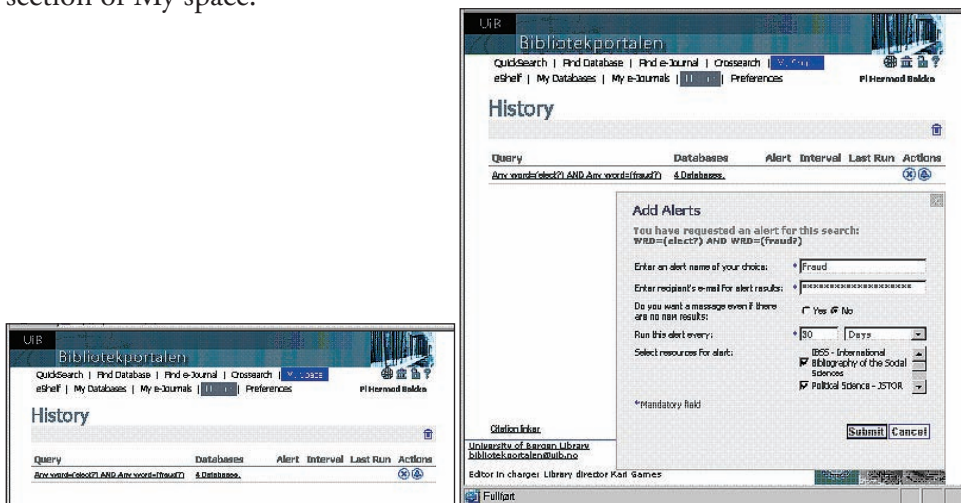 section of My space.
UiB
Bibliotekportalen
QuickSearch | Find Database | Find e-Journal | Crossearch |
eShelf | My Databases | My e-Journals | | Preferences
Pl Hermod Bakka
History
Query Databases Alert Interval Last Run Actions
Any word=(elect?) AND Any word=(fraud?) 4 Databases.
UiB
Bibliotekportalen
QuickSearch | Find Database | Find e-Journal | Crossearch |
eShelf | My Databases | My e-Journals | | Preferences
Pl Hermod Bakka
History
Query Databases Alert Interval Last Run Actions
Any word=(elect?) AND Any word=(fraud?) 4 Databases.
Add Alerts
You have requested an alert for this search:
WRD=(elect?) AND WRD=(fraud?)
Enter an alert name of your choice: * Fraud
Enter recipient's e-mail for alert results: *
Do you want a message even if there
are no new results: Yes No
Run this alert every: * 30 Days
Select resources for alert: IBSS - International
Bibliography of the Social
Sciences
Political Science - JSTOR
*Mandatory field
Submit Cancel
Citation linker
University of Bergen Library
bibliotekportalen@uib.no
Editor in charge: Library director Kari Garnes
Fullført